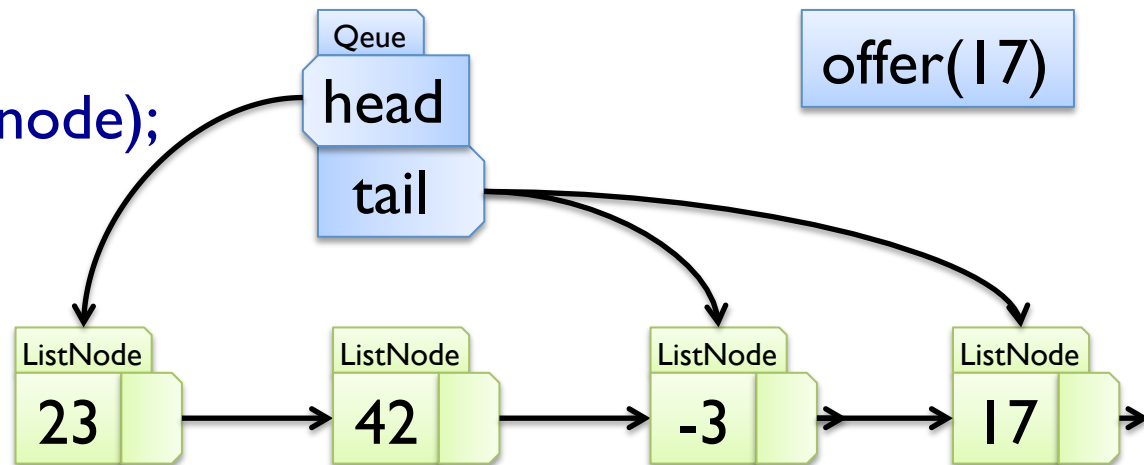 Qeue
offer(17)
head
node);
tail
ListNode ListNode ListNode ListNode
23 42 -3 17